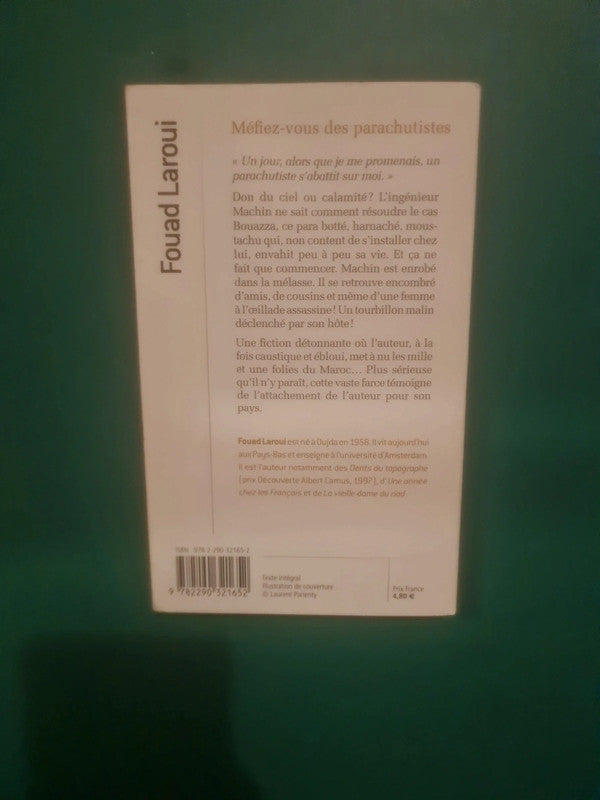 Fouad Laroui
Méfiez-vous des parachutistes
« Un jour, alors que je me promenais, un
parachutiste s'abattit sur moi. »
Don du ciel ou calamité ? L'ingénieur
Machin ne sait comment résoudre le cas
Bouazza, ce para botté, harnaché, mous-
tachu qui, non content de s'installer chez
lui, envahit peu à peu sa vie. Et ça ne
fait que commencer. Machin est enrobé
dans la mélasse. Il se retrouve encombré
d'amis, de cousins et même d'une femme
à l'œillade assassine ! Un tourbillon malin
déclenché par son hôte !
Une fiction détonnante où l'auteur, à la
fois caustique et ébloui, met à nu les mille
et une folies du Maroc... Plus sérieuse
qu'il n'y paraît, cette vaste farce témoigne
de l'attachement de l'auteur pour son
pays.
Fouad Laroui est né à Oujda en 1958. Il vit aujourd'hui
aux Pays-Bas et enseigne à l'université d'Amsterdam.
Il est l'auteur notamment des Dents du topographe
(prix Découverte Albert Camus, 1997), d'Une année
chez les Français et de La vieille dame du riad.
ISBN 978-2-290-32165-2
9 782290 321652
Texte intégral
Illustration de couverture
© Laurent Parienty
Prix France
4,80 €